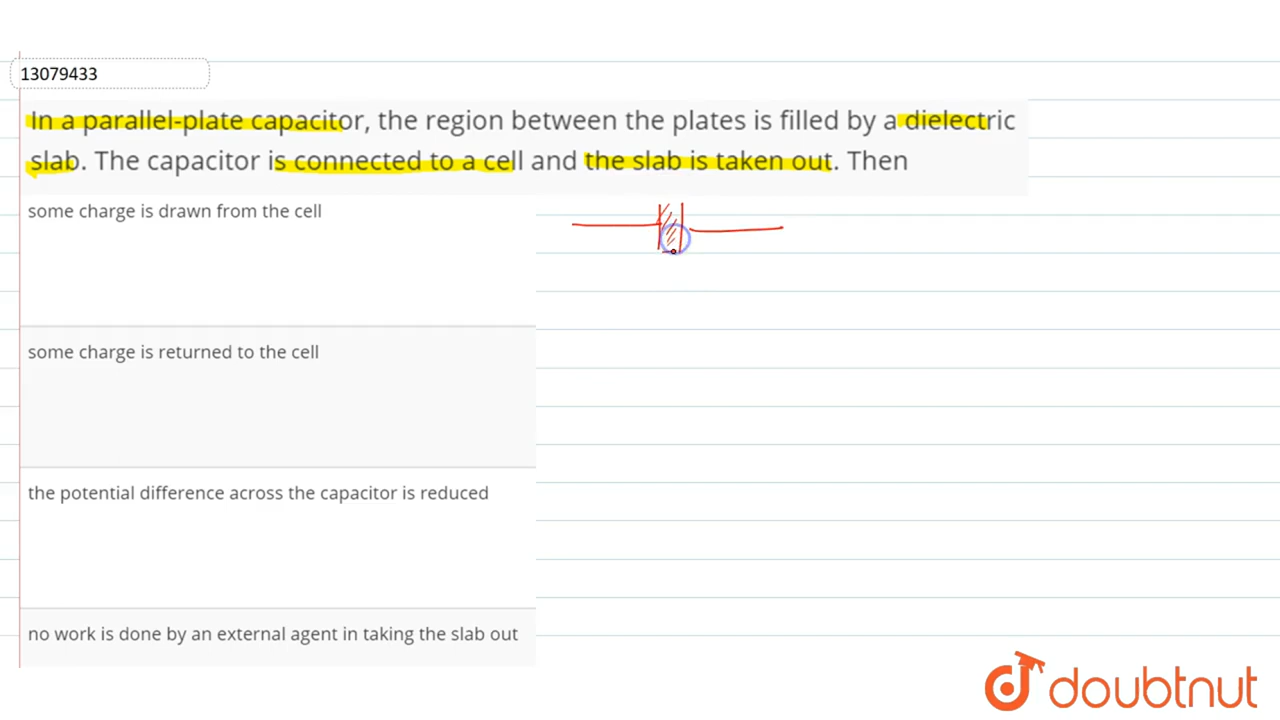 13079433
In a parallel-plate capacitor, the region between the plates is filled by a dielectric
slab. The capacitor is connected to a cell and the slab is taken out. Then
some charge is drawn from the cell
some charge is returned to the cell
the potential difference across the capacitor is reduced
no work is done by an external agent in taking the slab out
doubtnut